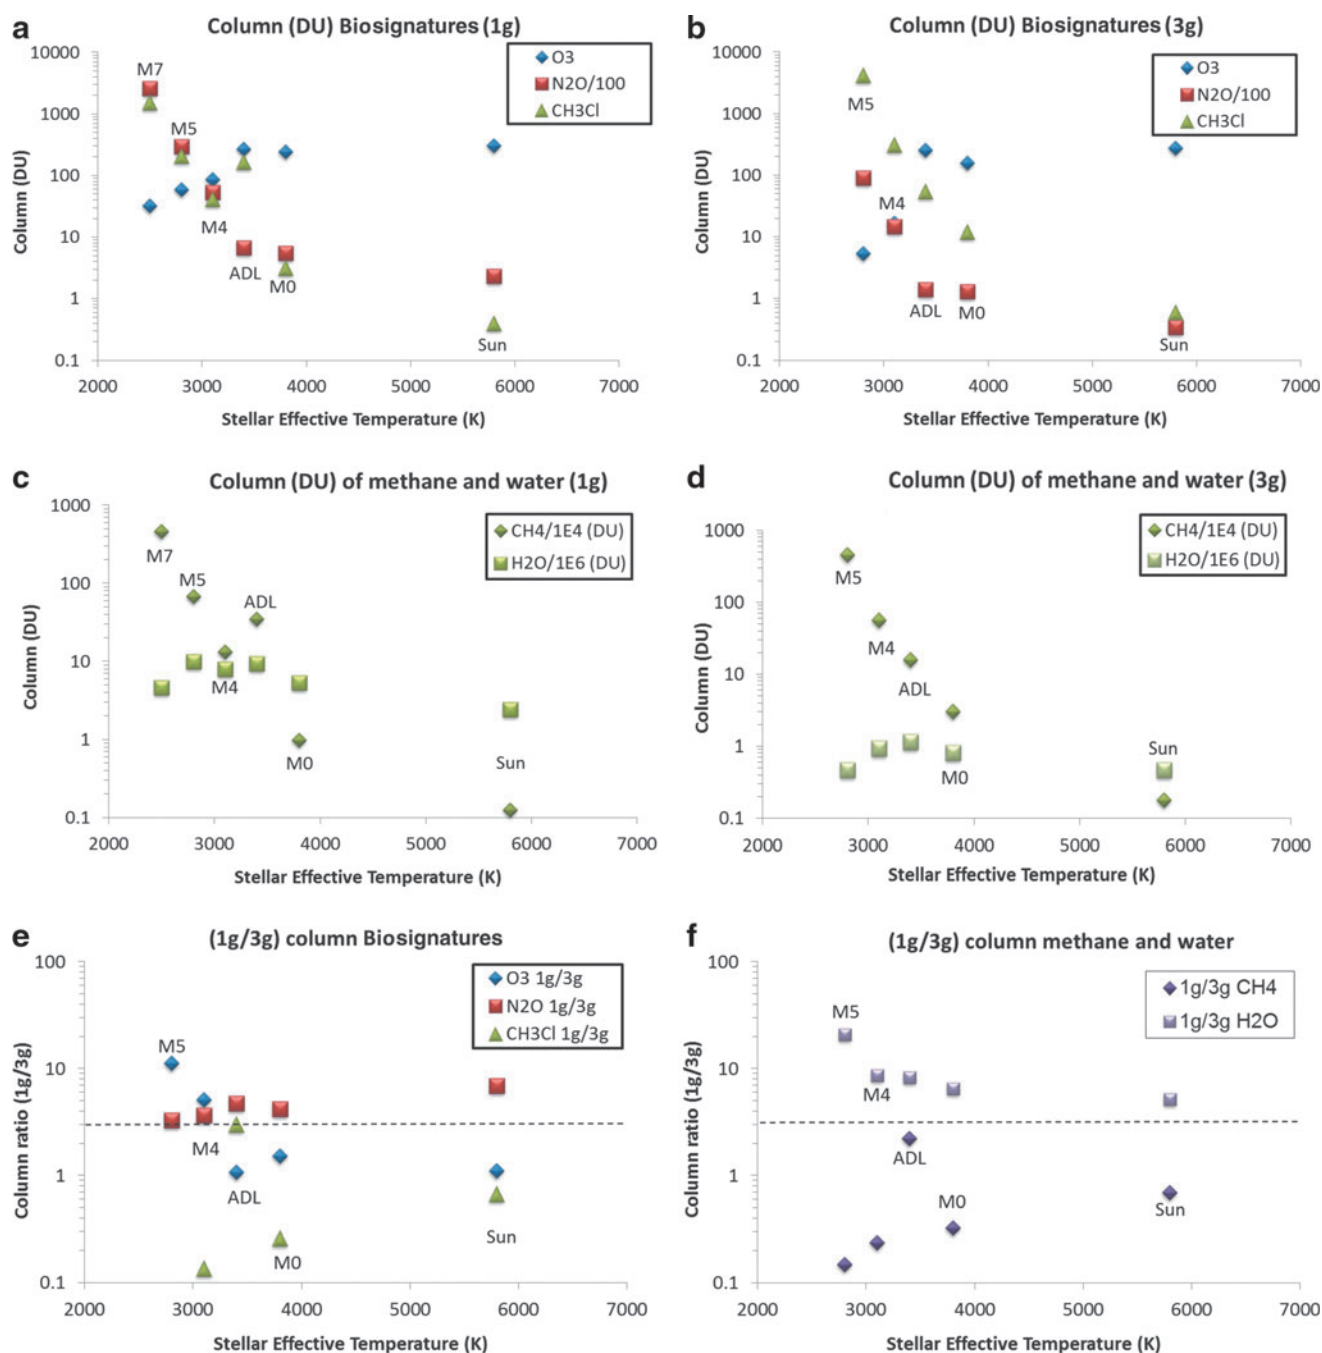 a
Column (DU) Biosignatures (1g)
O3
N2O/100
CH3Cl
10000
1000
100
10
1
0.1
Column (DU)
M7
M5
M4
ADL
M0
Sun
2000 3000 4000 5000 6000 7000
Stellar Effective Temperature (K)
b
Column (DU) Biosignatures (3g)
O3
N2O/100
CH3Cl
10000
1000
100
10
1
0.1
Column (DU)
M5
M4
ADL
M0
Sun
2000 3000 4000 5000 6000 7000
Stellar Effective Temperature (K)
c
Column (DU) of methane and water (1g)
CH4/1E4 (DU)
H2O/1E6 (DU)
1000
100
10
1
0.1
Column (DU)
M7
M5
ADL
M4
M0
Sun
2000 3000 4000 5000 6000 7000
Stellar Effective Temperature (K)
d
Column (DU) of methane and water (3g)
CH4/1E4 (DU)
H2O/1E6 (DU)
1000
100
10
1
0.1
Column (DU)
M5
M4
ADL
M0
Sun
2000 3000 4000 5000 6000 7000
Stellar Effective Temperature (K)
e
(1g/3g) column Biosignatures
O3 1g/3g
N2O 1g/3g
CH3Cl 1g/3g
100
10
1
0.1
Column ratio (1g/3g)
M5
M4
ADL
M0
Sun
2000 3000 4000 5000 6000 7000
Stellar Effective Temperature (K)
f
(1g/3g) column methane and water
1g/3g CH4
1g/3g H2O
100
10
1
0.1
Column ratio (1g/3g)
M5
M4
ADL
M0
Sun
2000 3000 4000 5000 6000 7000
Stellar Effective Temperature (K)